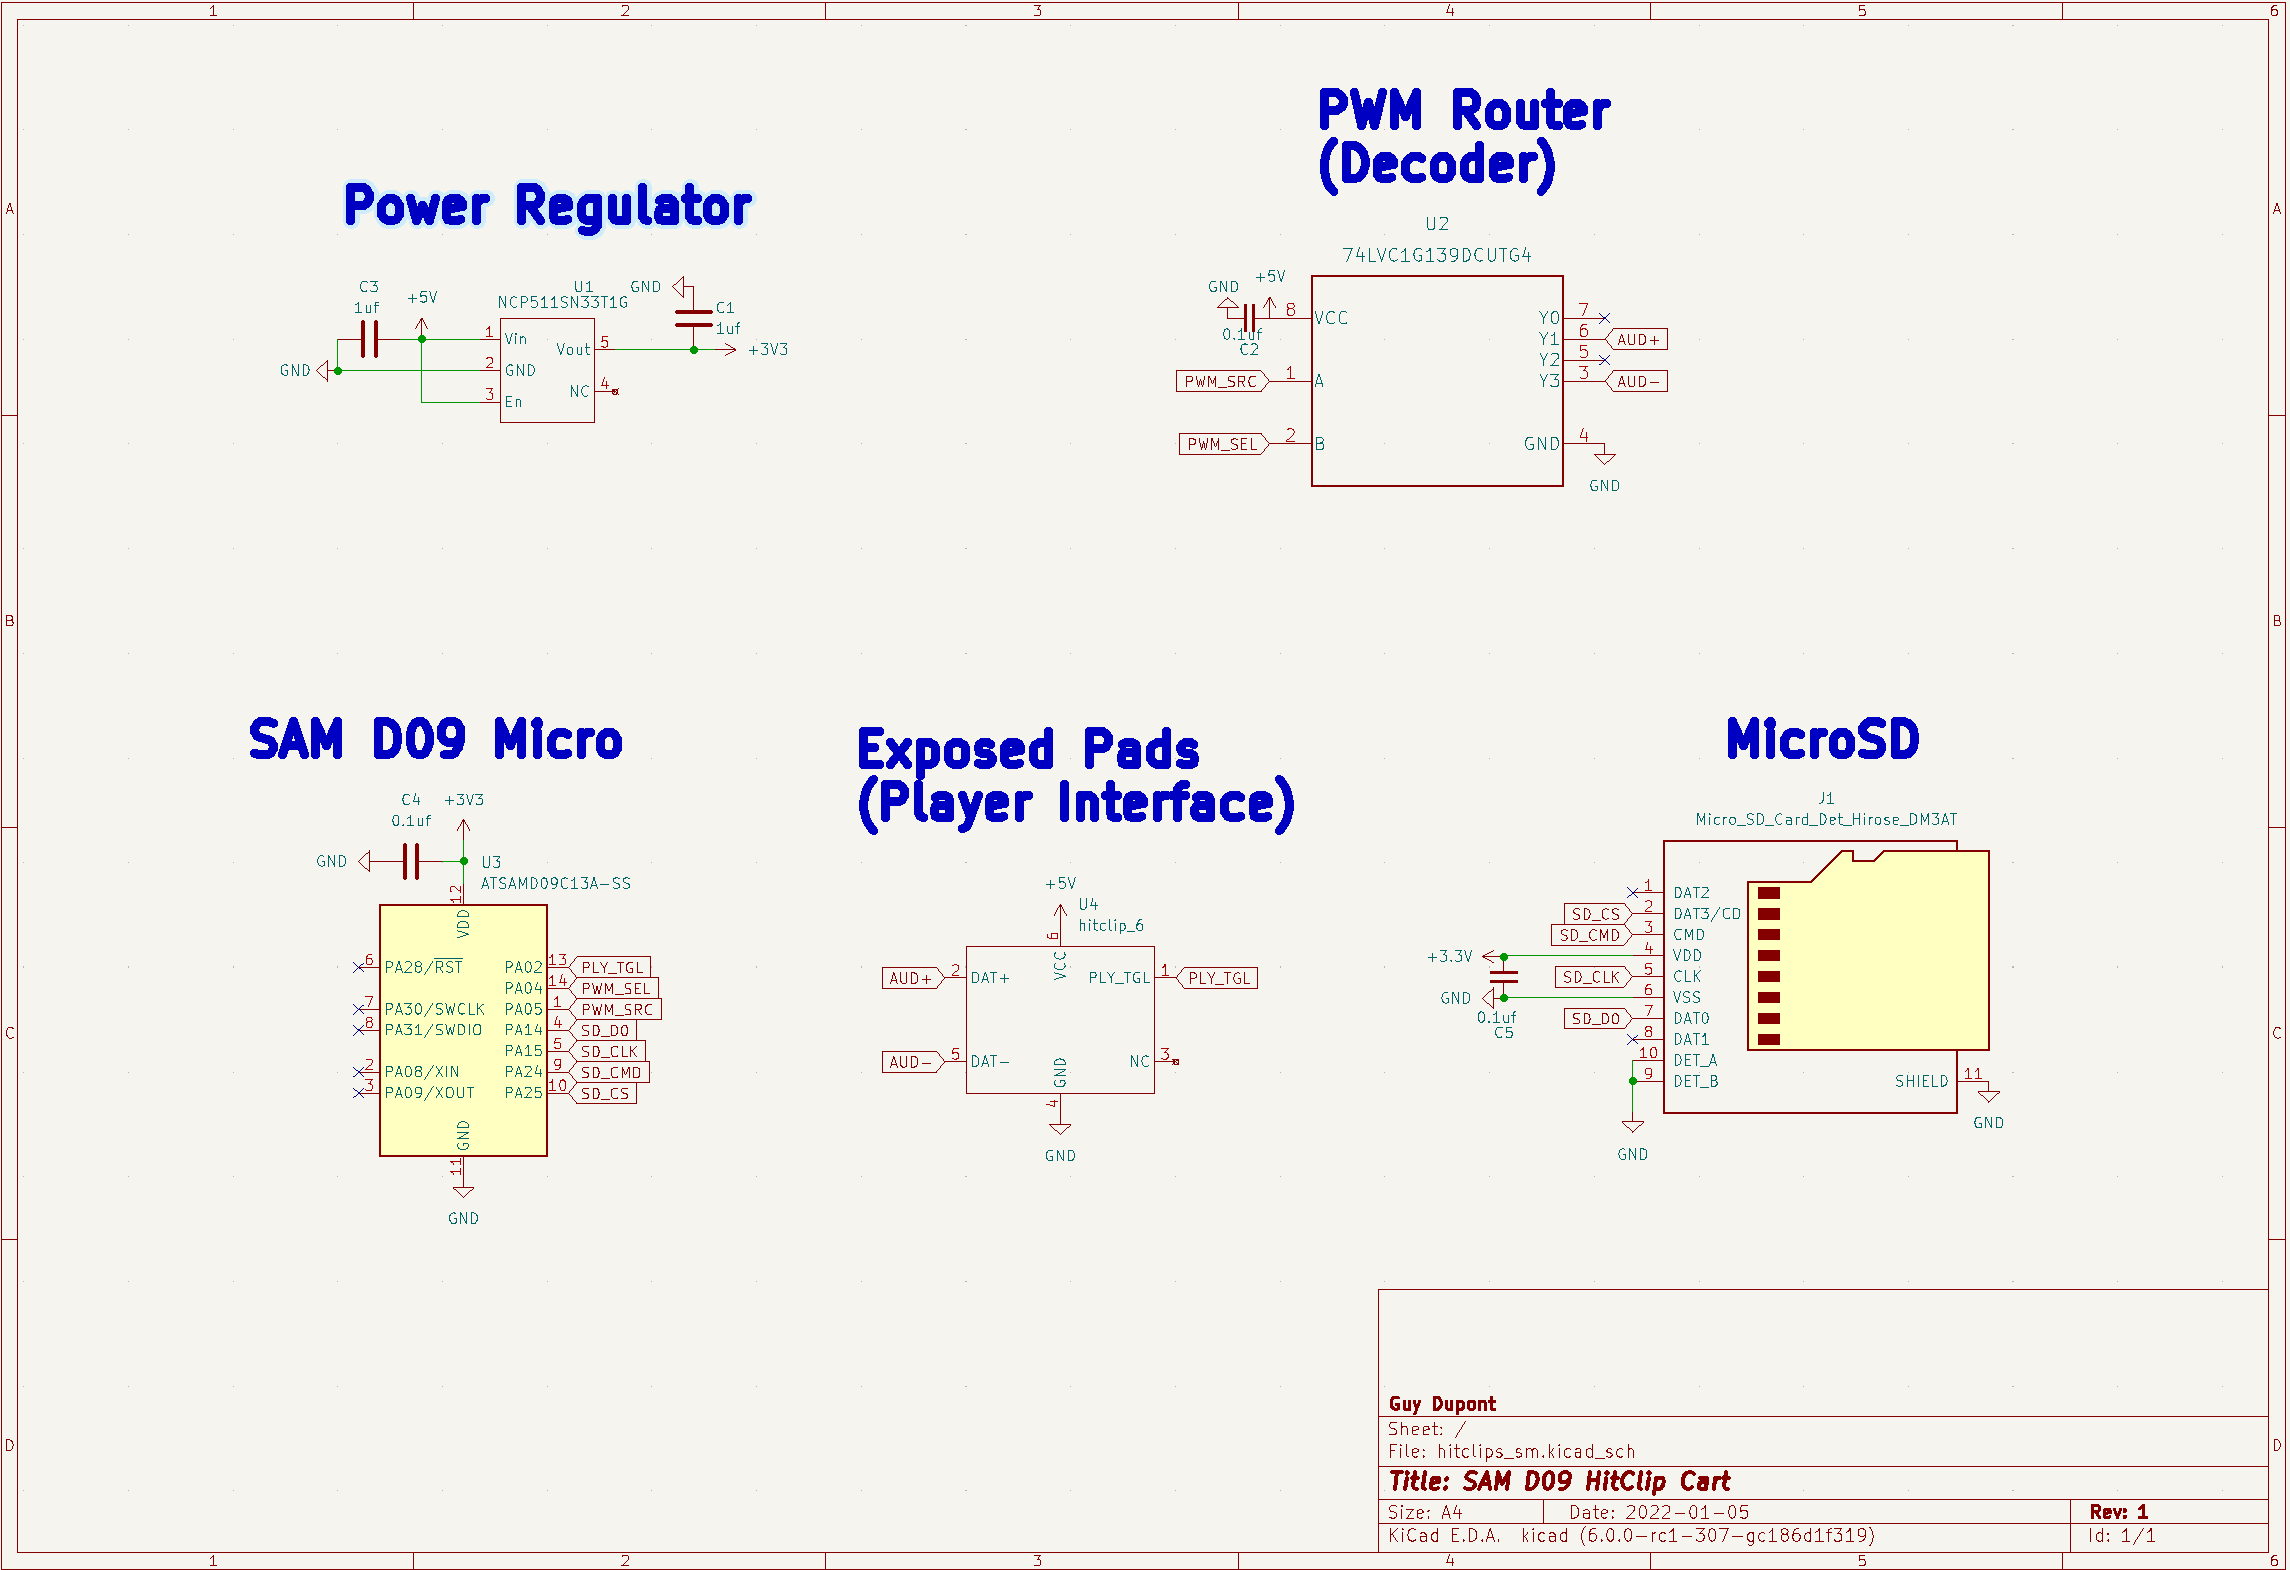 1 2 3 4 5 6
A
B
C
D
A
B
C
D
Power Regulator
C3
1uf
+5V
GND
U1
NCP511SN33T1G
1 Vin
2 GND
3 En
Vout 5
NC 4
GND
C1
1uf
+3V3
PWM Router
(Decoder)
U2
74LVC1G139DCUTG4
GND
+5V
0.1uf
C2
8 VCC
PWM_SRC 1 A
PWM_SEL 2 B
Y0 7
Y1 6 AUD+
Y2 5
Y3 3 AUD-
GND 4
GND
SAM D09 Micro
C4
0.1uf
+3V3
GND
U3
ATSAMD09C13A-SS
12
VDD
6 PA28/RST
7 PA30/SWCLK
8 PA31/SWDIO
2 PA08/XIN
3 PA09/XOUT
PA02 13 PLY_TGL
PA04 14 PWM_SEL
PA05 1 PWM_SRC
PA14 4 SD_D0
PA15 5 SD_CLK
PA24 9 SD_CMD
PA25 10 SD_CS
GND
11
GND
Exposed Pads
(Player Interface)
+5V
U4
hitclip_6
6
VCC
AUD+ 2 DAT+
AUD- 5 DAT-
PLY_TGL 1 PLY_TGL
NC 3
GND
4
GND
MicroSD
J1
Micro_SD_Card_Det_Hirose_DM3AT
1 DAT2
SD_CS 2 DAT3/CD
SD_CMD 3 CMD
+3.3V 4 VDD
SD_CLK 5 CLK
GND 6 VSS
0.1uf
C5
SD_D0 7 DAT0
8 DAT1
10 DET_A
9 DET_B
GND
SHIELD 11
GND
Guy Dupont
Sheet: /
File: hitclips_sm.kicad_sch
Title: SAM D09 HitClip Cart
Size: A4 Date: 2022-01-05 Rev: 1
KiCad E.D.A. kicad (6.0.0-rc1-307-gc186d1f319) Id: 1/1
1 2 3 4 5 6